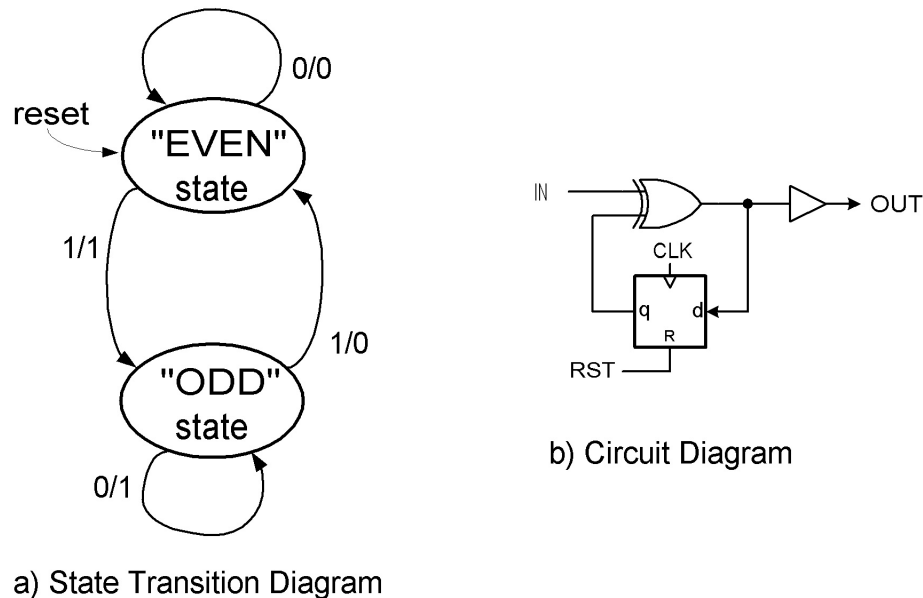 0/0
reset
"EVEN"
state
1/1
1/0
"ODD"
state
0/1
a) State Transition Diagram
IN
OUT
CLK
q
d
R
RST
b) Circuit Diagram